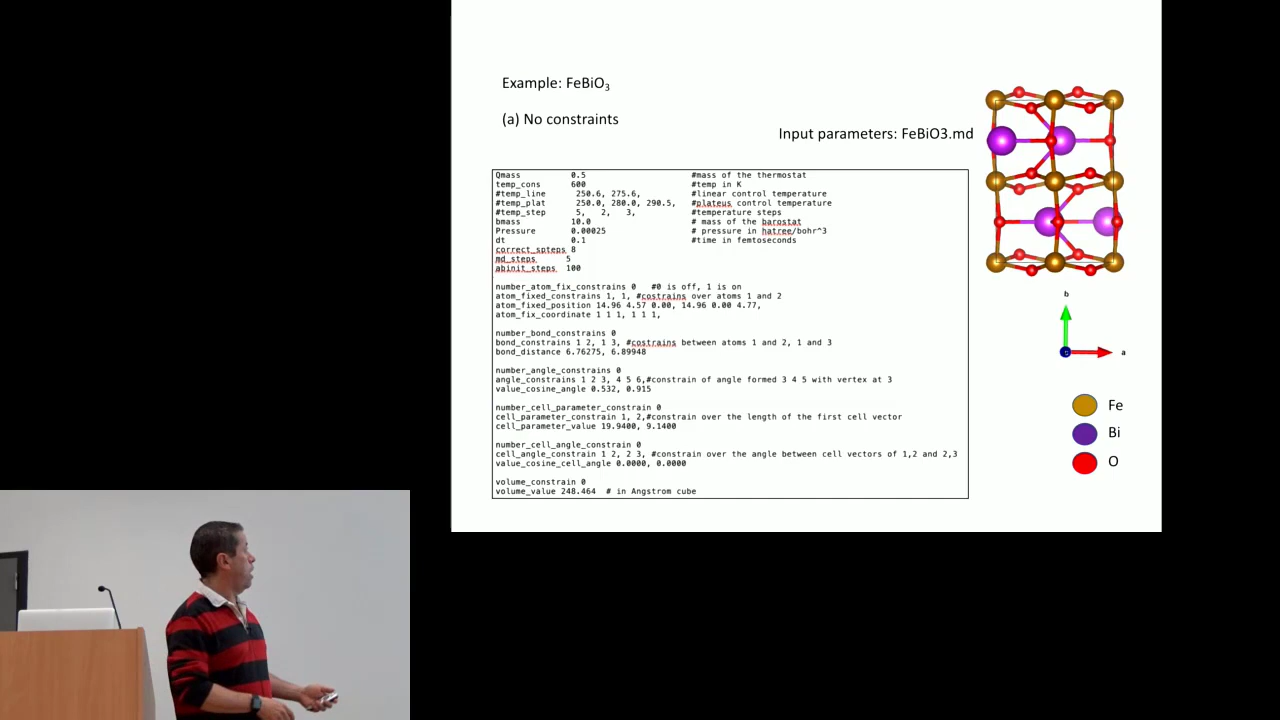 Example: FeBiO3
(a) No constraints
Input parameters: FeBiO3.md
Qmass 0.5 #mass of the thermostat
temp_cons 600 #temp in K
#temp_line 250.6, 275.6, #linear control temperature
#temp_plat 250.0, 280.0, 290.5, #plateus control temperature
#temp_step 5, 2, 3, #temperature steps
bmass 10.0 # mass of the barostat
Pressure 0.00025 # pressure in hatree/bohr^3
dt 0.1 #time in femtoseconds
correct_spteps 8
md_steps 5
abinit_steps 100
number_atom_fix_constrains 0 #0 is off, 1 is on
atom_fixed_constrains 1, 1, #costrains over atoms 1 and 2
atom_fixed_position 14.96 4.57 0.00, 14.96 0.00 4.77,
atom_fix_coordinate 1 1 1, 1 1 1,
number_bond_constrains 0
bond_constrains 1 2, 1 3, #costrains between atoms 1 and 2, 1 and 3
bond_distance 6.76275, 6.89948
number_angle_constrains 0
angle_constrains 1 2 3, 4 5 6,#constrain of angle formed 3 4 5 with vertex at 3
value_cosine_angle 0.532, 0.915
number_cell_parameter_constrain 0
cell_parameter_constrain 1, 2,#constrain over the length of the first cell vector
cell_parameter_value 19.9400, 9.1400
number_cell_angle_constrain 0
cell_angle_constrain 1 2, 2 3, #constrain over the angle between cell vectors of 1,2 and 2,3
value_cosine_cell_angle 0.0000, 0.0000
volume_constrain 0
volume_value 248.464 # in Angstrom cube
b
a
Fe
Bi
O